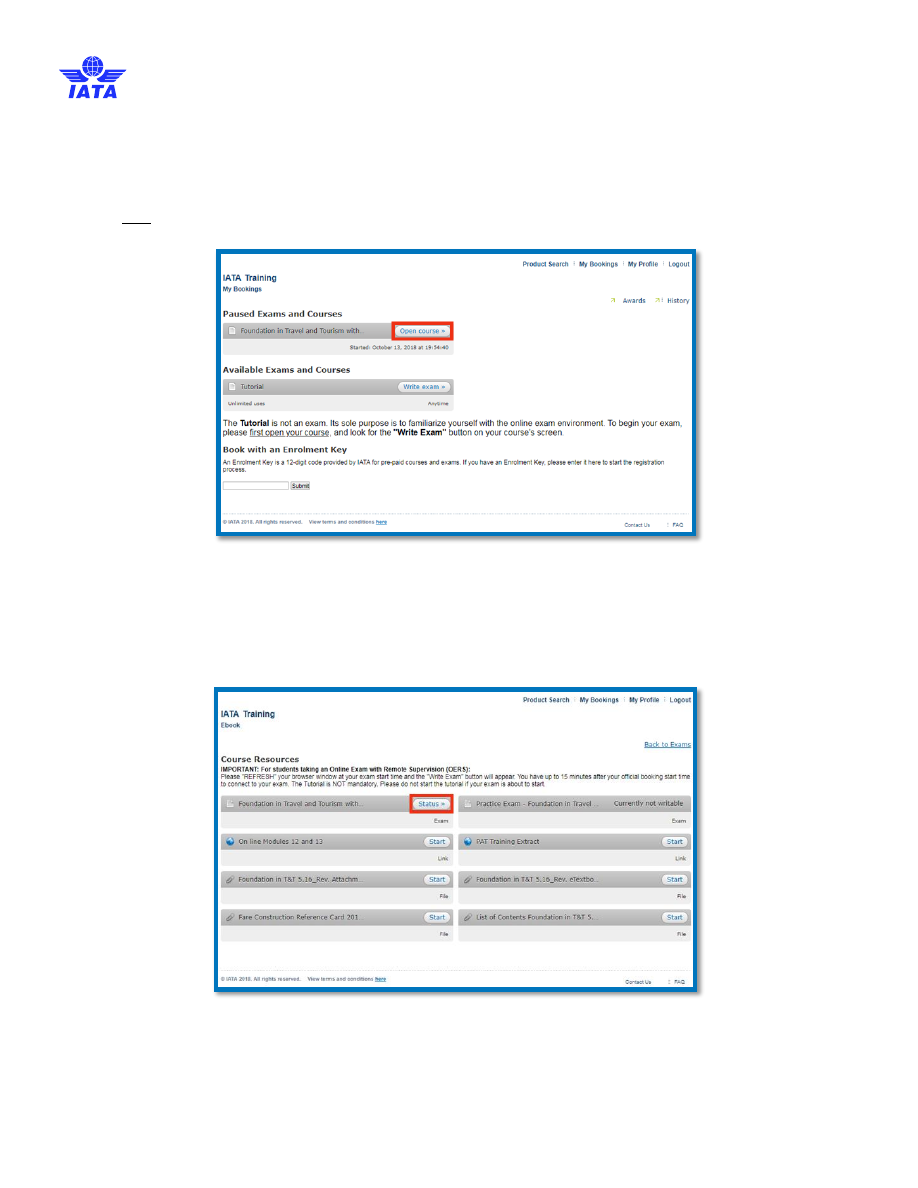 IATA
Product Search My Bookings My Profile Logout
IATA Training
My Bookings
Awards History
Paused Exams and Courses
Foundation in Travel and Tourism with... Open course »
Started: October 13, 2018 at 19:54:40
Available Exams and Courses
Tutorial Write exam »
Unlimited uses Anytime
The Tutorial is not an exam. Its sole purpose is to familiarize yourself with the online exam environment. To begin your exam,
please first open your course, and look for the "Write Exam" button on your course's screen.
Book with an Enrolment Key
An Enrolment Key is a 12-digit code provided by IATA for pre-paid courses and exams. If you have an Enrolment Key, please enter it here to start the registration
process.
Submit
© IATA 2018. All rights reserved. View terms and conditions here
Contact Us FAQ
Product Search My Bookings My Profile Logout
IATA Training
Ebook
Back to Exams
Course Resources
IMPORTANT: For students taking an Online Exam with Remote Supervision (OERS):
Please "REFRESH" your browser window at your exam start time and the "Write Exam" button will appear. You have up to 15 minutes after your official booking start time
to connect to your exam. The Tutorial is NOT mandatory, Please do not start the tutorial if your exam is about to start.
Foundation in Travel and Tourism with... Status » Practice Exam - Foundation in Travel ... Currently not writable
Exam Exam
On line Modules 12 and 13 Start PAT Training Extract Start
Link Link
Foundation in T&T 5.16_Rev. Attachm... Start Foundation in T&T 5.16_Rev. eTextbo... Start
File File
Fare Construction Reference Card 201... Start List of Contents Foundation in T&T 5.... Start
File File
© IATA 2018. All rights reserved. View terms and conditions here
Contact Us FAQ